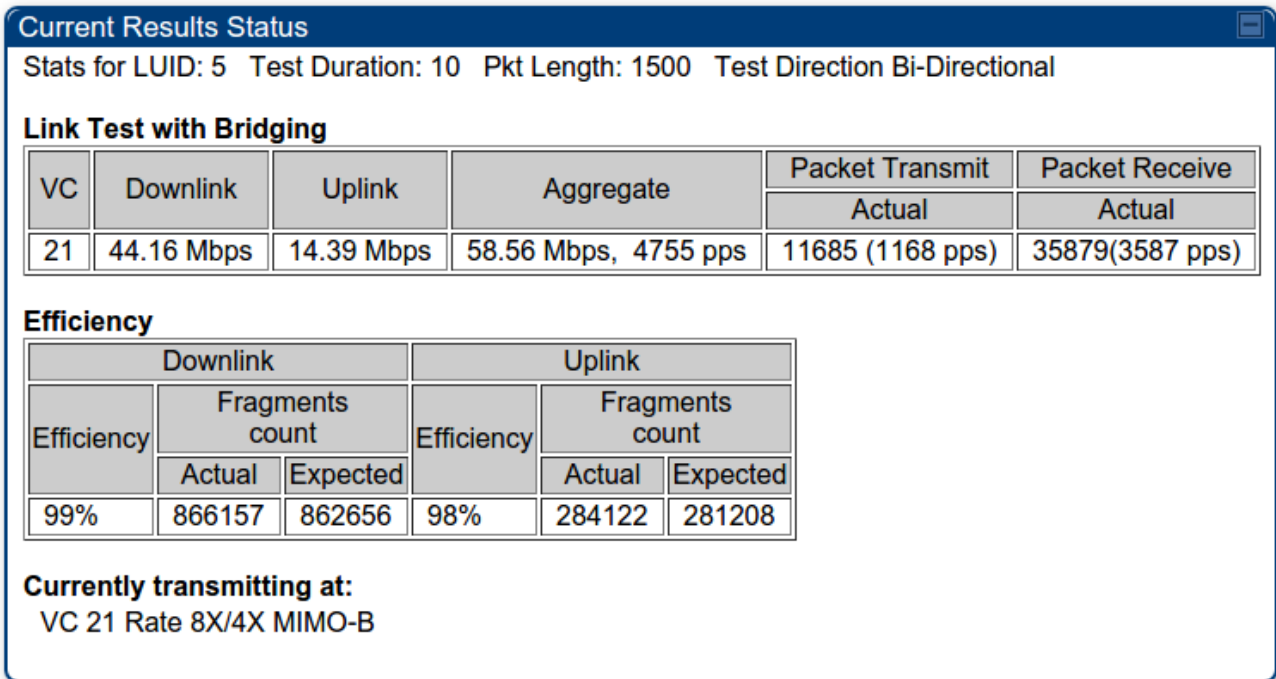 Current Results Status
Stats for LUID: 5 Test Duration: 10 Pkt Length: 1500 Test Direction Bi-Directional
Link Test with Bridging
VC Downlink Uplink Aggregate Packet Transmit Packet Receive
Actual Actual
21 44.16 Mbps 14.39 Mbps 58.56 Mbps, 4755 pps 11685 (1168 pps) 35879(3587 pps)
Efficiency
Downlink Uplink
Efficiency Fragments count Efficiency Fragments count
Actual Expected Actual Expected
99% 866157 862656 98% 284122 281208
Currently transmitting at:
VC 21 Rate 8X/4X MIMO-B